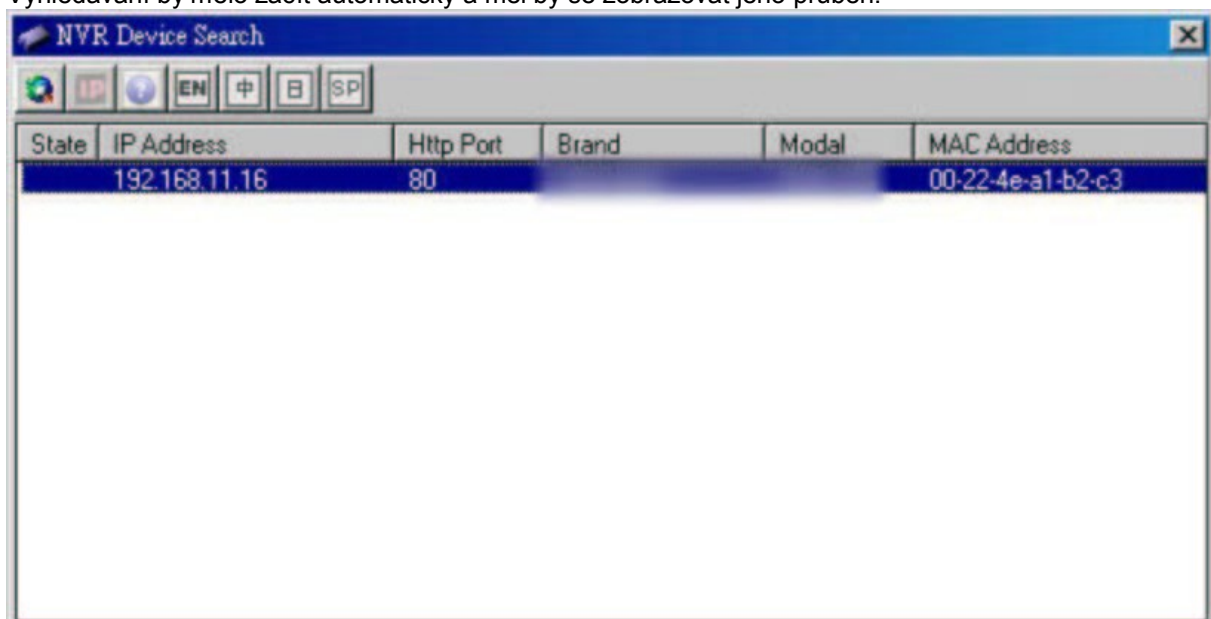 Vyhledávání by mělo začít automaticky a měl by se zobrazovat jeho průběh.
NVR Device Search
IP EN 中 日 SP
State IP Address Http Port Brand Modal MAC Address
192.168.11.16 80 00-22-4e-a1-b2-c3